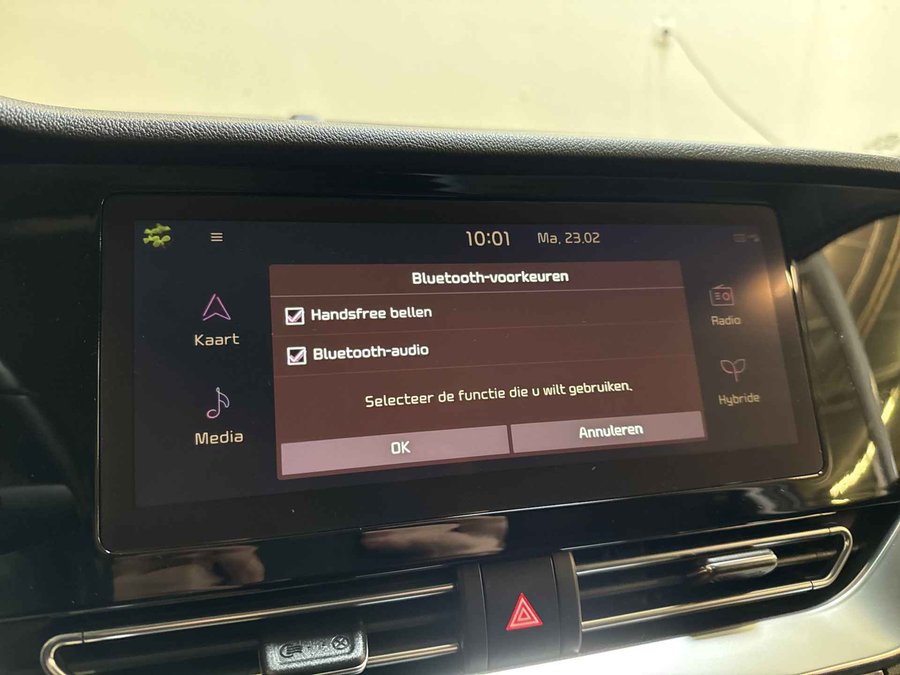 10:01 Ma, 23.02
Bluetooth-voorkeuren
Handsfree bellen
Bluetooth-audio
Selecteer de functie die u wilt gebruiken.
OK
Annuleren
Kaart
Media
Radio
Hybride